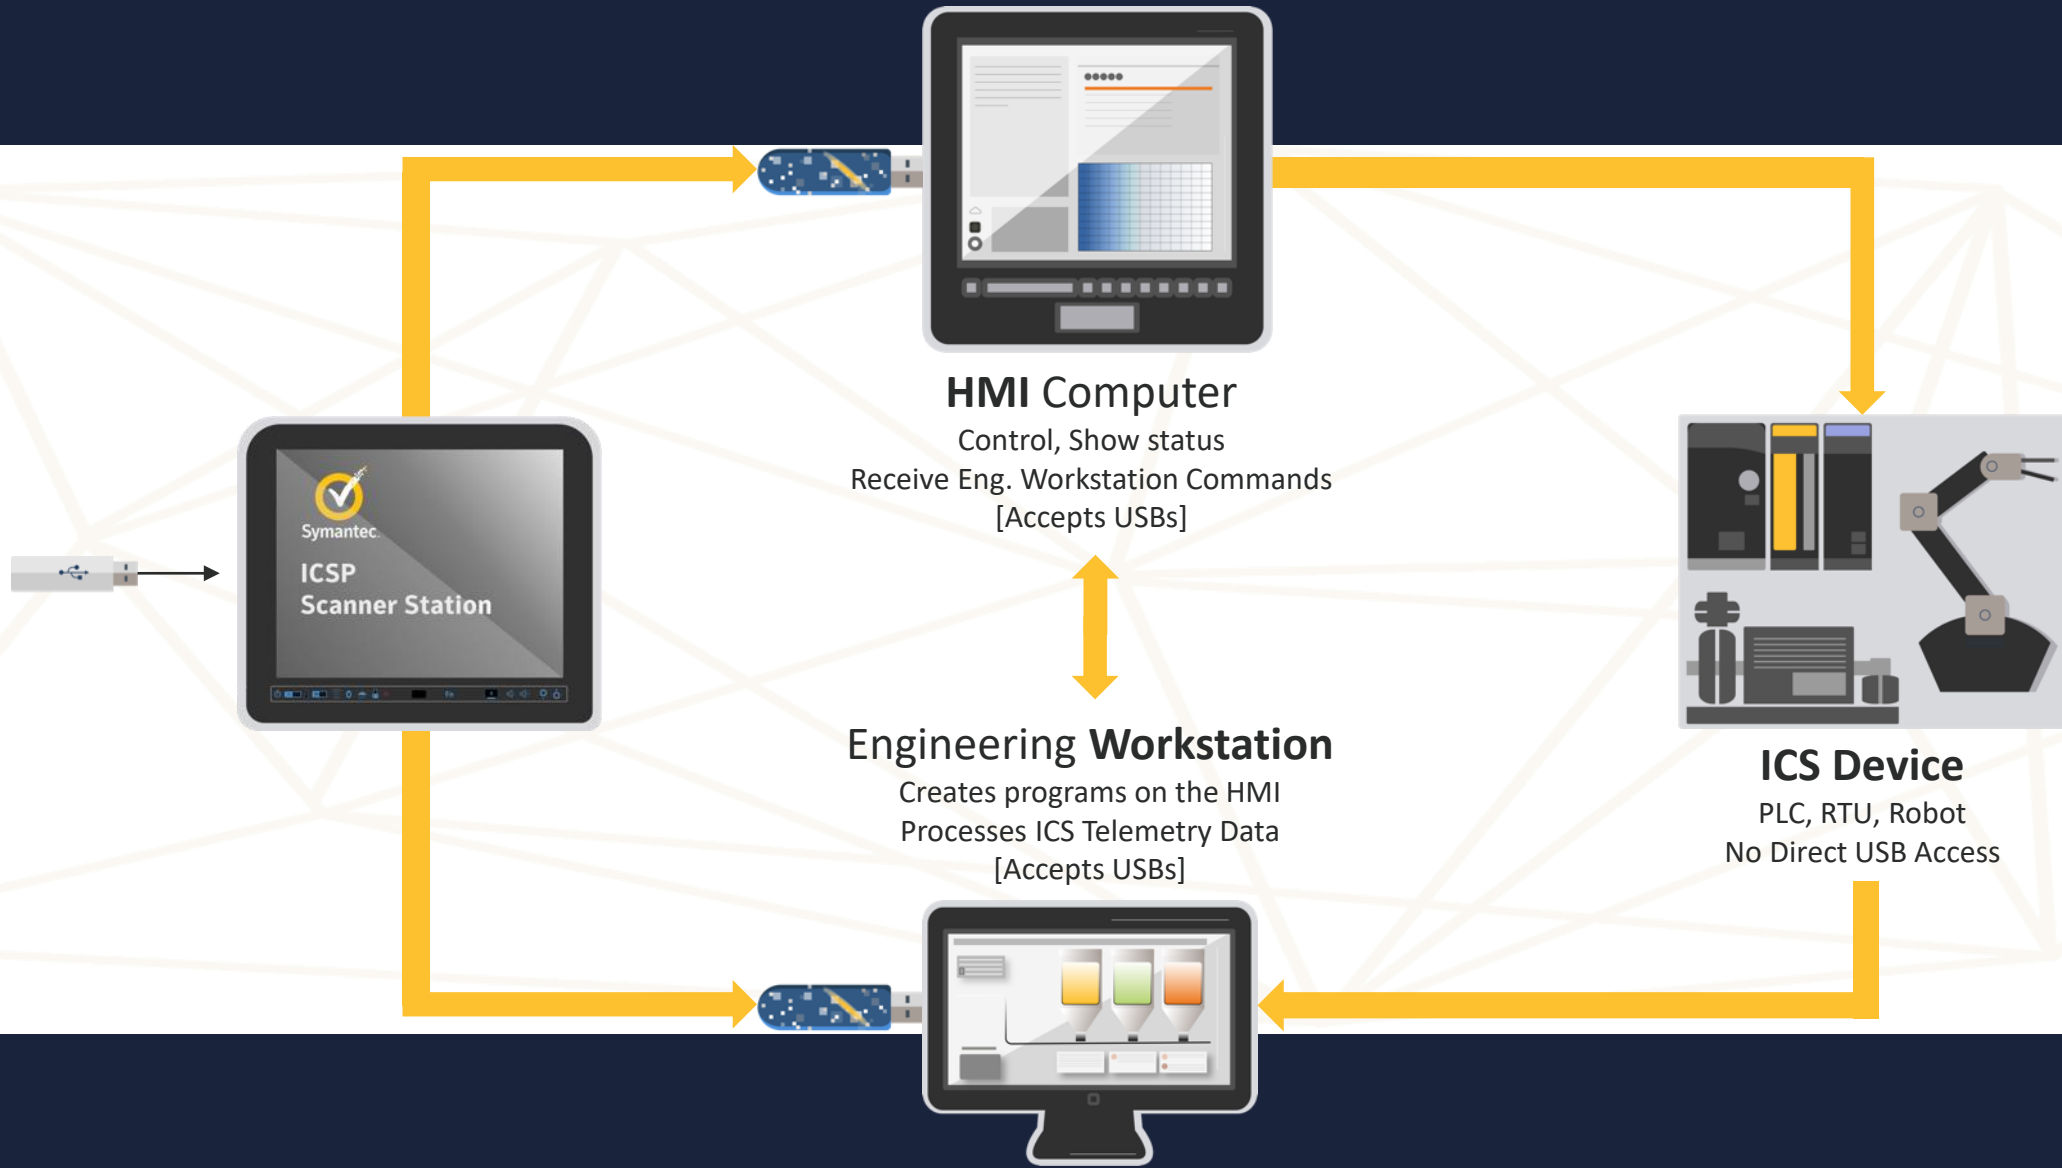 HMI Computer
Control, Show status
Receive Eng. Workstation Commands
[Accepts USBs]
Symantec
ICSP
Scanner Station
Fn
Engineering Workstation
Creates programs on the HMI
Processes ICS Telemetry Data
[Accepts USBs]
ICS Device
PLC, RTU, Robot
No Direct USB Access